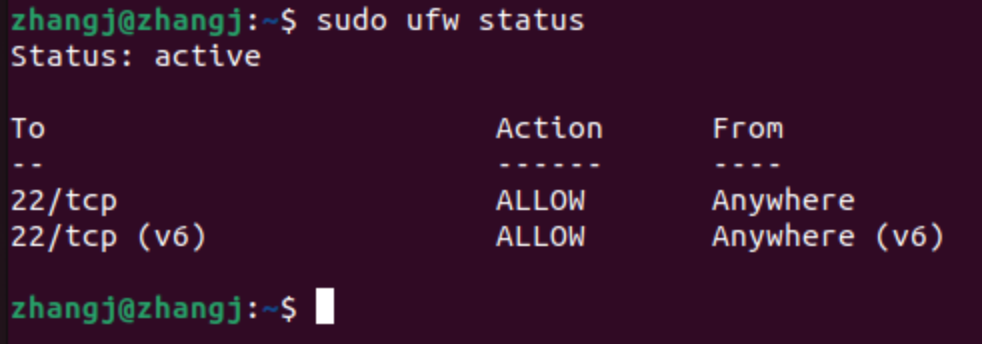 zhangj@zhangj:~$ sudo ufw status
Status: active
To Action From
-- ------ ----
22/tcp ALLOW Anywhere
22/tcp (v6) ALLOW Anywhere (v6)
zhangj@zhangj:~$